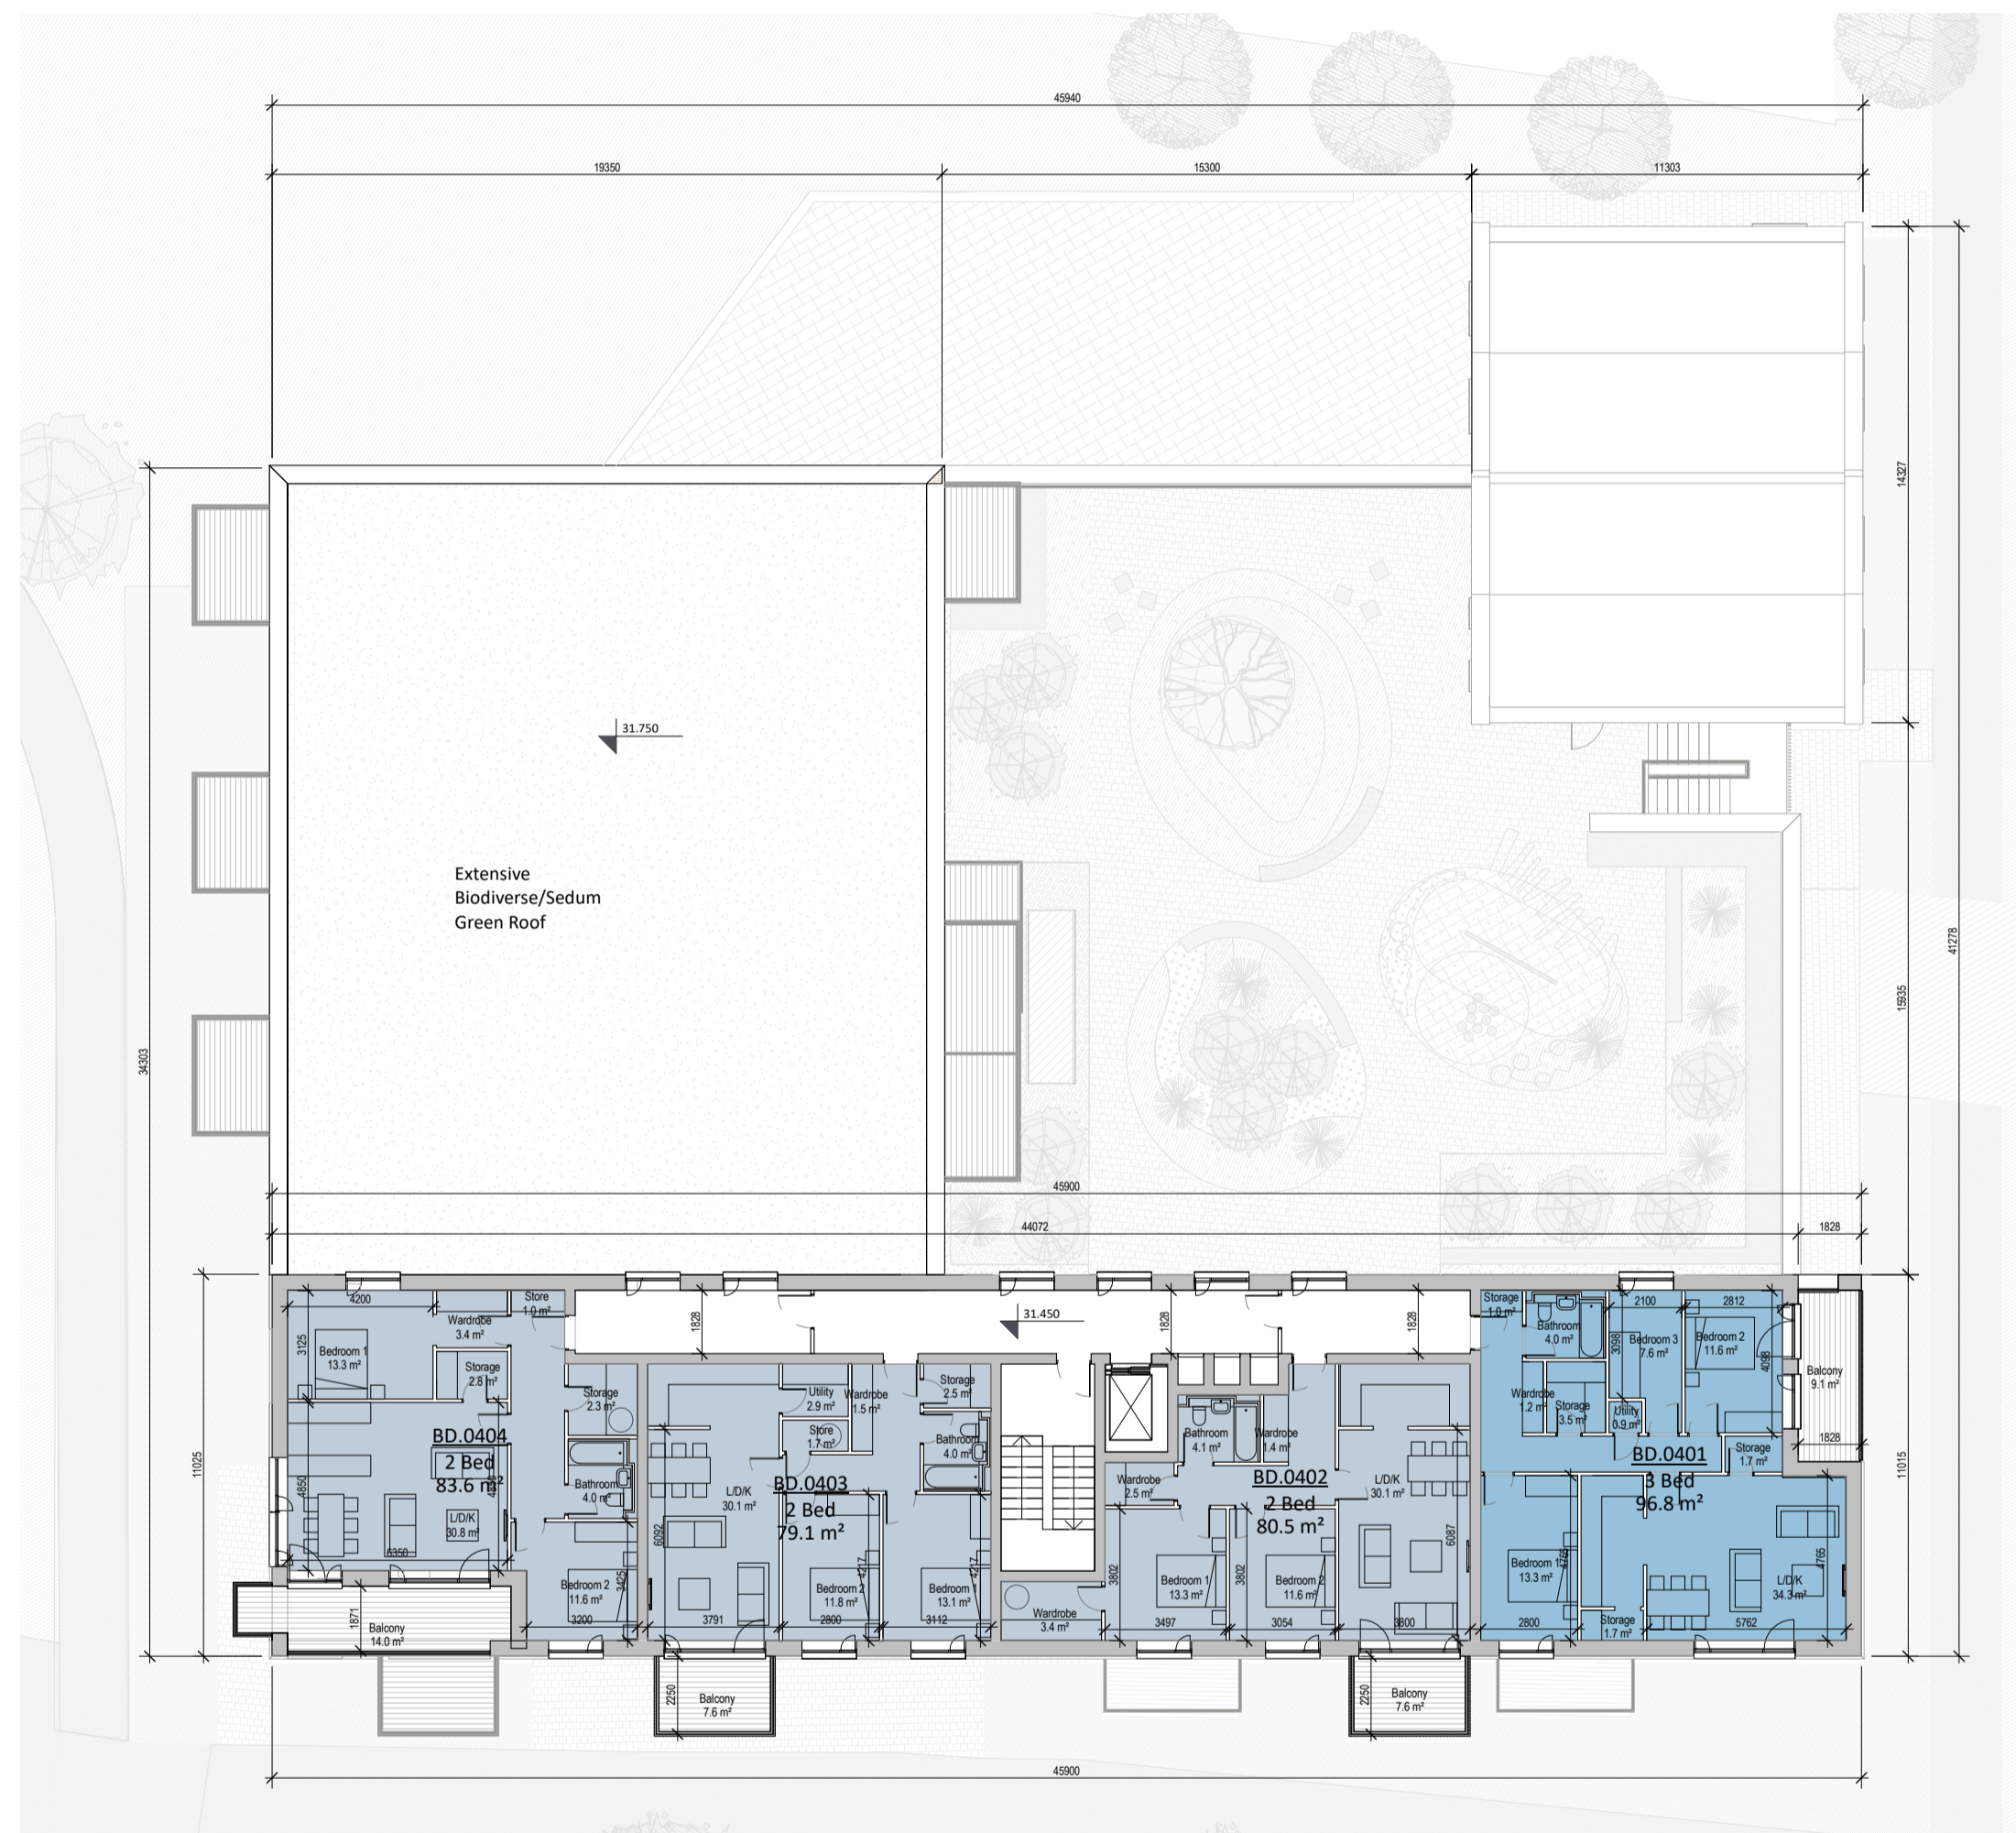 45940
19350
15300
11303
14327
41278
31.750
Extensive
Biodiverse/Sedum
Green Roof
34303
15935
45900
44072
1828
11025
11015
31.450
1828
1828
1828
4200
3125
Store
1.0 m²
Wardrobe
3.4 m²
Bedroom 1
13.3 m²
Storage
2.8 m²
Storage
2.3 m²
BD.0404
2 Bed
83.6 m²
4850
L/D/K
30.8 m²
6350
Bathroom
4.0 m²
Bedroom 2
11.6 m²
3425
3200
1871
Balcony
14.0 m²
Utility
2.9 m²
Wardrobe
1.5 m²
Storage
2.5 m²
Store
1.7 m²
Bathroom
4.0 m²
BD.0403
2 Bed
79.1 m²
L/D/K
30.1 m²
6092
Bedroom 2
11.8 m²
4217
Bedroom 1
13.1 m²
4217
3791
2800
3112
2250
Balcony
7.6 m²
Bathroom
4.1 m²
Wardrobe
1.4 m²
Wardrobe
2.5 m²
BD.0402
2 Bed
80.5 m²
L/D/K
30.1 m²
6087
3802
Bedroom 1
13.3 m²
3802
Bedroom 2
11.6 m²
Wardrobe
3.4 m²
3497
3054
3800
2250
Balcony
7.6 m²
Storage
1.0 m²
Bathroom
4.0 m²
2100
2812
3098
Bedroom 3
7.6 m²
Bedroom 2
11.6 m²
4098
Balcony
9.1 m²
1828
Wardrobe
1.2 m²
Storage
3.5 m²
Utility
0.9 m²
BD.0401
3 Bed
96.8 m²
Storage
1.7 m²
Bedroom 1
13.3 m²
4765
L/D/K
34.3 m²
4765
Storage
1.7 m²
2800
5762
45900